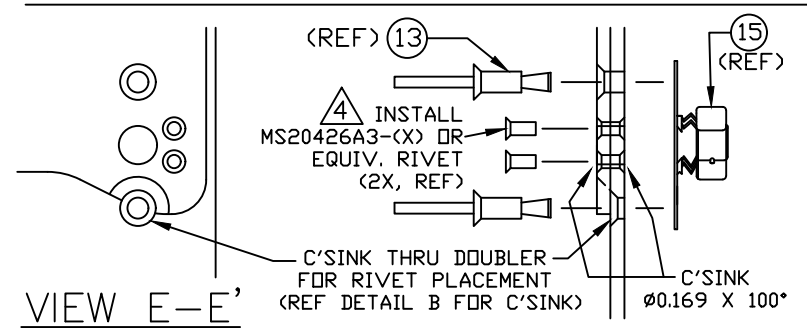 (REF) 13
15
(REF)
4 INSTALL
MS20426A3-(X) OR
EQUIV. RIVET
(2X, REF)
C'SINK THRU DOUBLER
FOR RIVET PLACEMENT
(REF DETAIL B FOR C'SINK)
C'SINK
Ø0.169 X 100°
VIEW E-E'